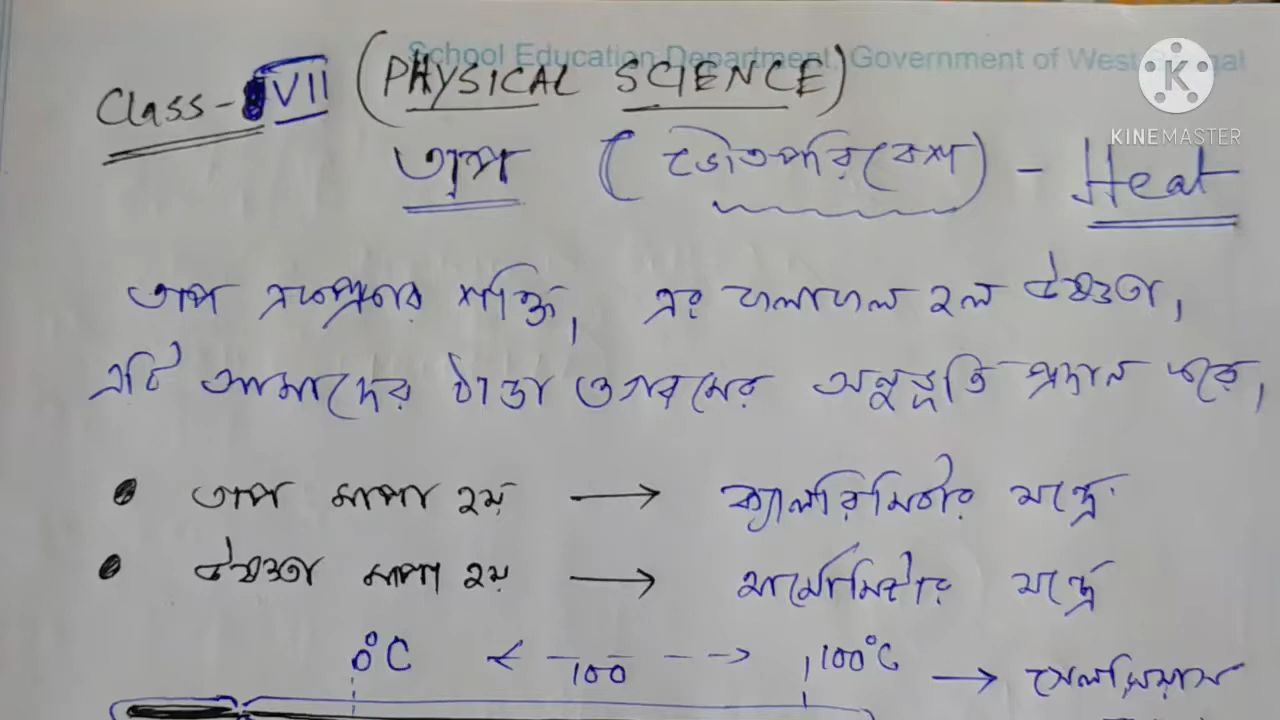 School Education Department, Government of West Bengal
Class-VII (PHYSICAL SCIENCE)
KINEMASTER
তাপ (ভৌতপরিবেশ) - Heat
তাপ একপ্রকার শক্তি, এর ফলাফল হল উষ্ণতা,
এটি আমাদের ঠান্ডা ও গরমের অনুভূতি প্রদান করে,
• তাপ মাপা হয় → ক্যালরিমিটার যন্ত্রে
• উষ্ণতা মাপা হয় → থার্মোমিটার যন্ত্রে
0°C <- 100 --> 100°C → সেলসিয়াস